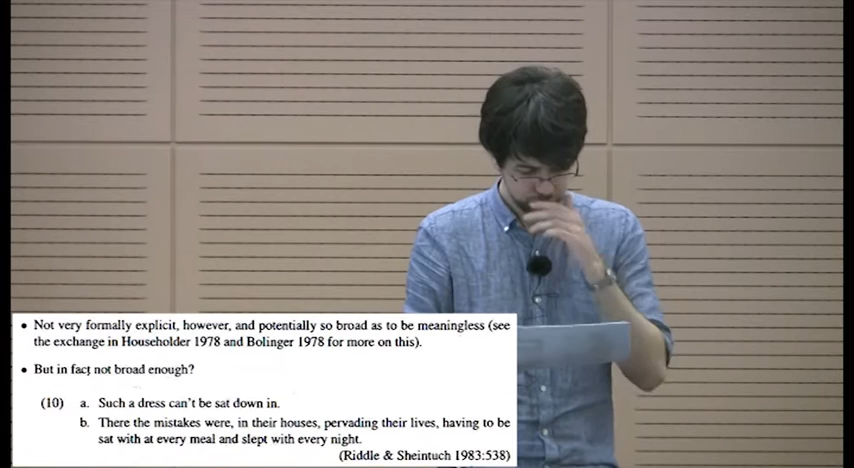 • Not very formally explicit, however, and potentially so broad as to be meaningless (see
the exchange in Householder 1978 and Bolinger 1978 for more on this).
• But in fact not broad enough?
(10) a. Such a dress can't be sat down in.
b. There the mistakes were, in their houses, pervading their lives, having to be
sat with at every meal and slept with every night.
(Riddle & Sheintuch 1983:538)